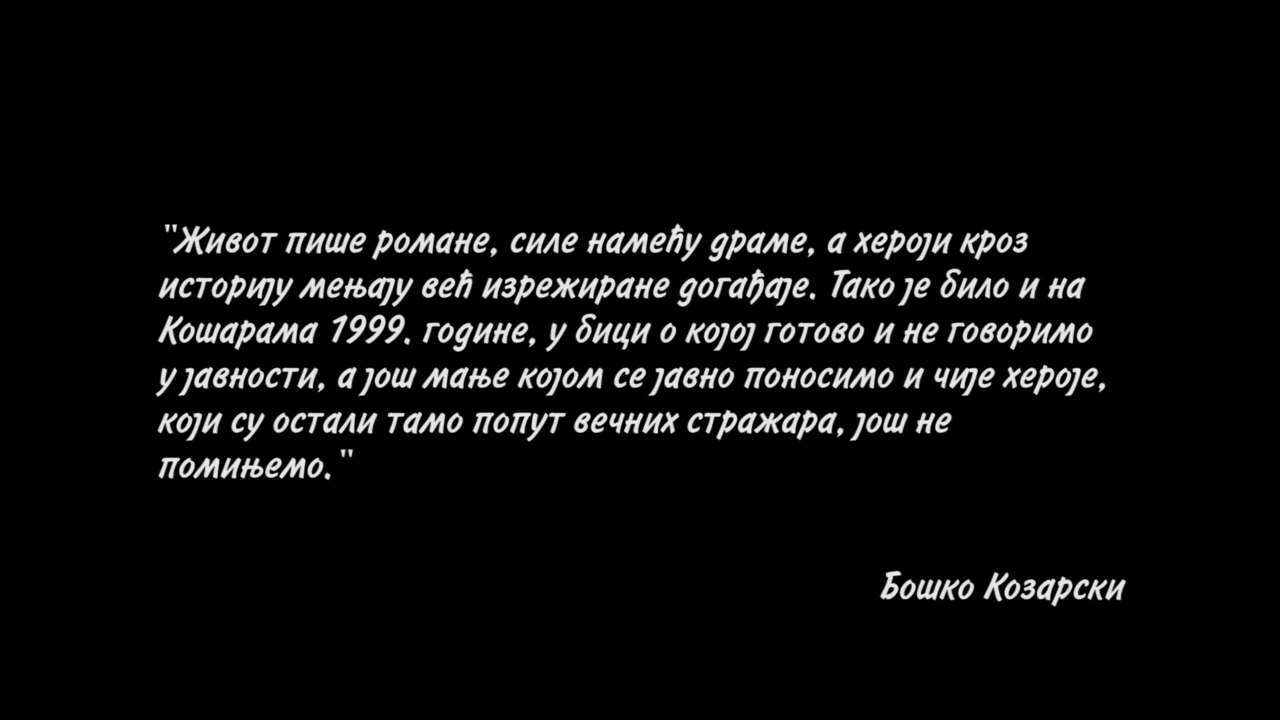 "Живот пише романе, силе намећу драме, а хероји кроз
историју мењају већ изрежиране догађаје. Тако је било и на
Кошарама 1999. године, у бици о којој готово и не говоримо
у јавности, а још мање којом се јавно поносимо и чије хероје,
који су остали тамо попут вечних стражара, још не
помињемо."
Бошко Козарски